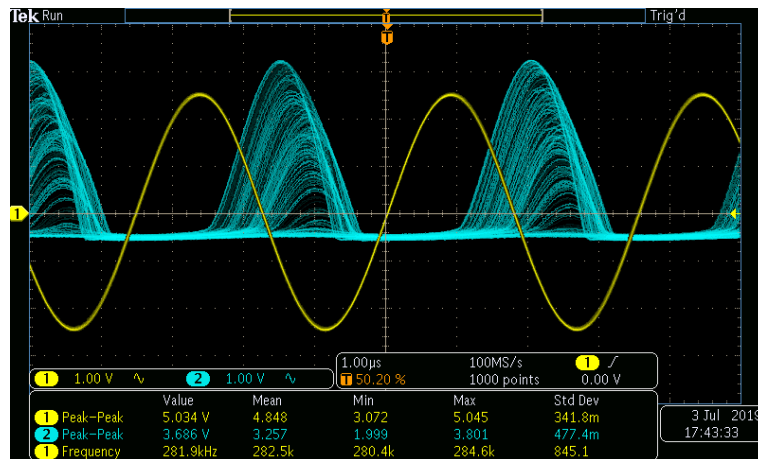 Tek Run Trig'd
T
T
1
1 1.00 V 2 1.00 V
1.00µs 100MS/s 1
T 50.20 % 1000 points 0.00 V
Value Mean Min Max Std Dev
1 Peak-Peak 5.034 V 4.848 3.072 5.045 341.8m
2 Peak-Peak 3.686 V 3.257 1.999 3.801 477.4m
1 Frequency 281.9kHz 282.5k 280.4k 284.6k 845.1
3 Jul 2019
17:43:33